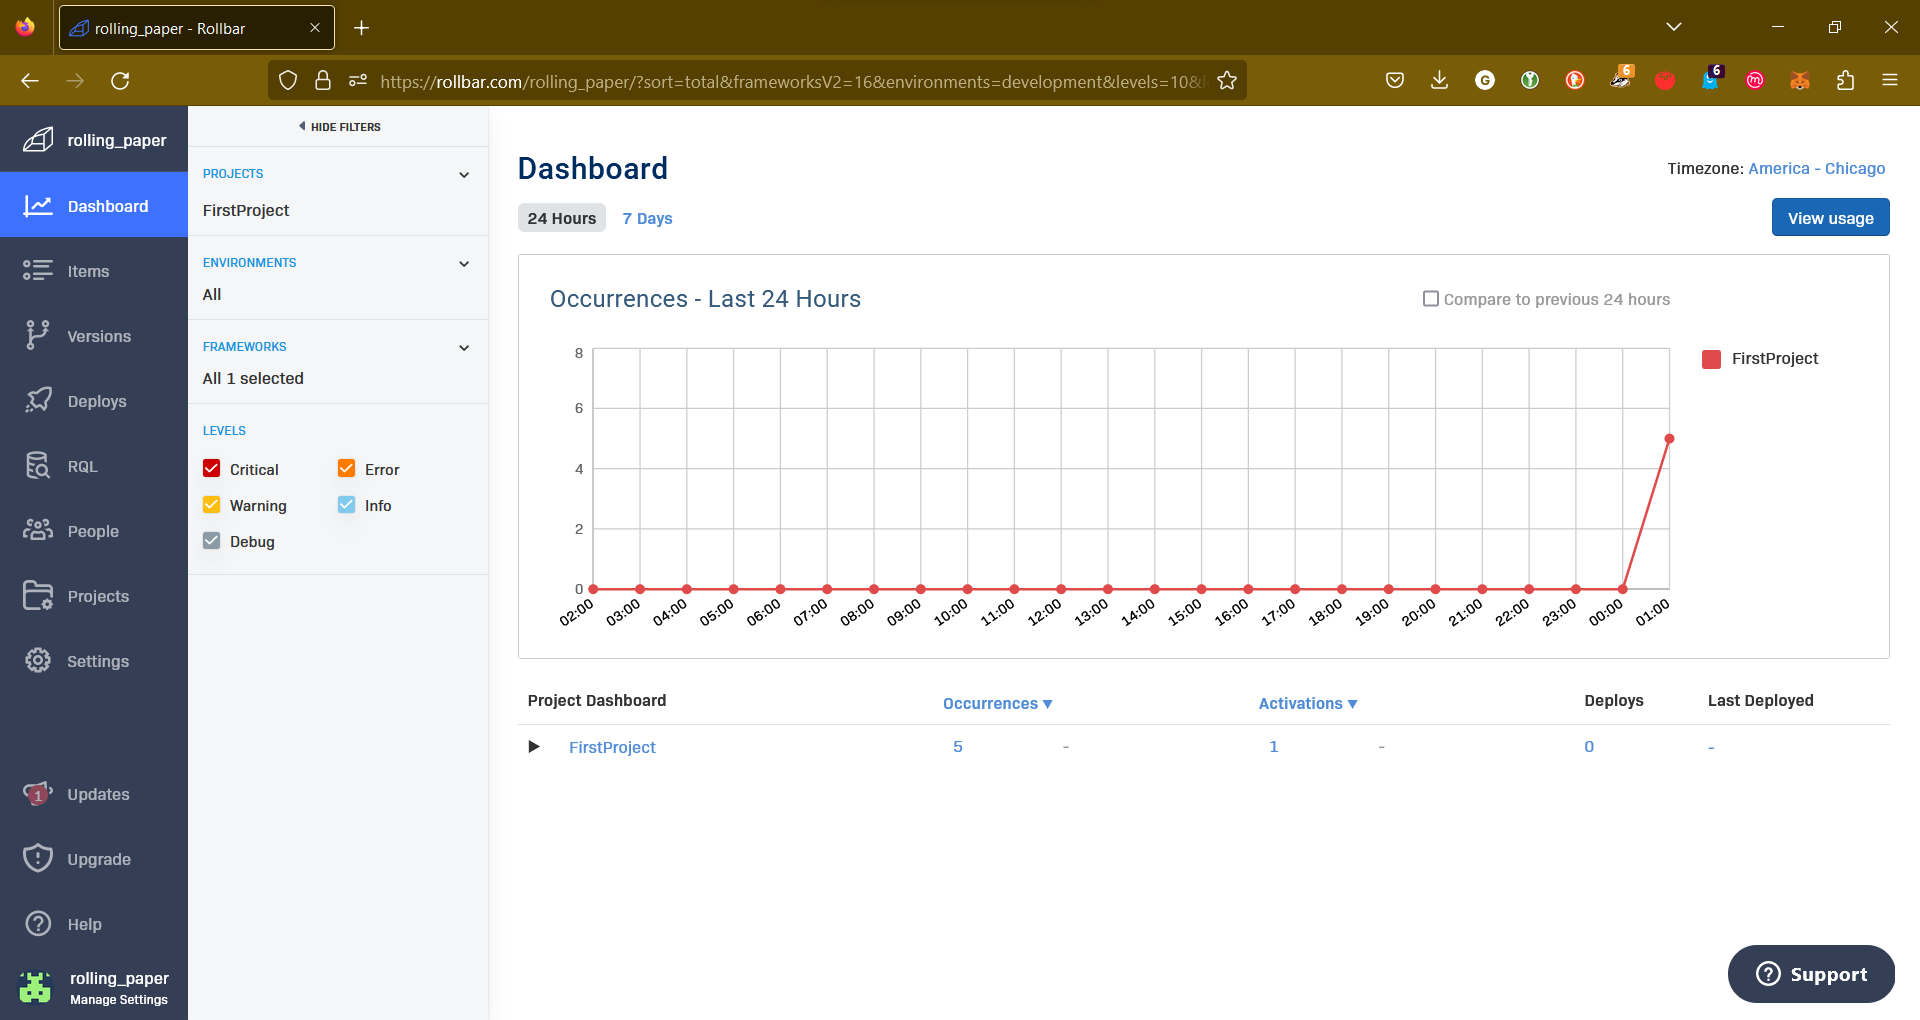 rolling_paper - Rollbar
https://rollbar.com/rolling_paper/?sort=total&frameworksV2=16&environments=development&levels=10&l
G
6
6
m
rolling_paper
Dashboard
Items
Versions
Deploys
RQL
People
Projects
Settings
1
Updates
Upgrade
Help
rolling_paper
Manage Settings
HIDE FILTERS
PROJECTS
FirstProject
ENVIRONMENTS
All
FRAMEWORKS
All 1 selected
LEVELS
Critical
Error
Warning
Info
Debug
Dashboard
Timezone: America - Chicago
24 Hours
7 Days
View usage
Occurrences - Last 24 Hours
Compare to previous 24 hours
FirstProject
8
6
4
2
0
02:00
03:00
04:00
05:00
06:00
07:00
08:00
09:00
10:00
11:00
12:00
13:00
14:00
15:00
16:00
17:00
18:00
19:00
20:00
21:00
22:00
23:00
00:00
01:00
Project Dashboard
Occurrences ▼
Activations ▼
Deploys
Last Deployed
FirstProject
5
-
1
-
0
-
Support